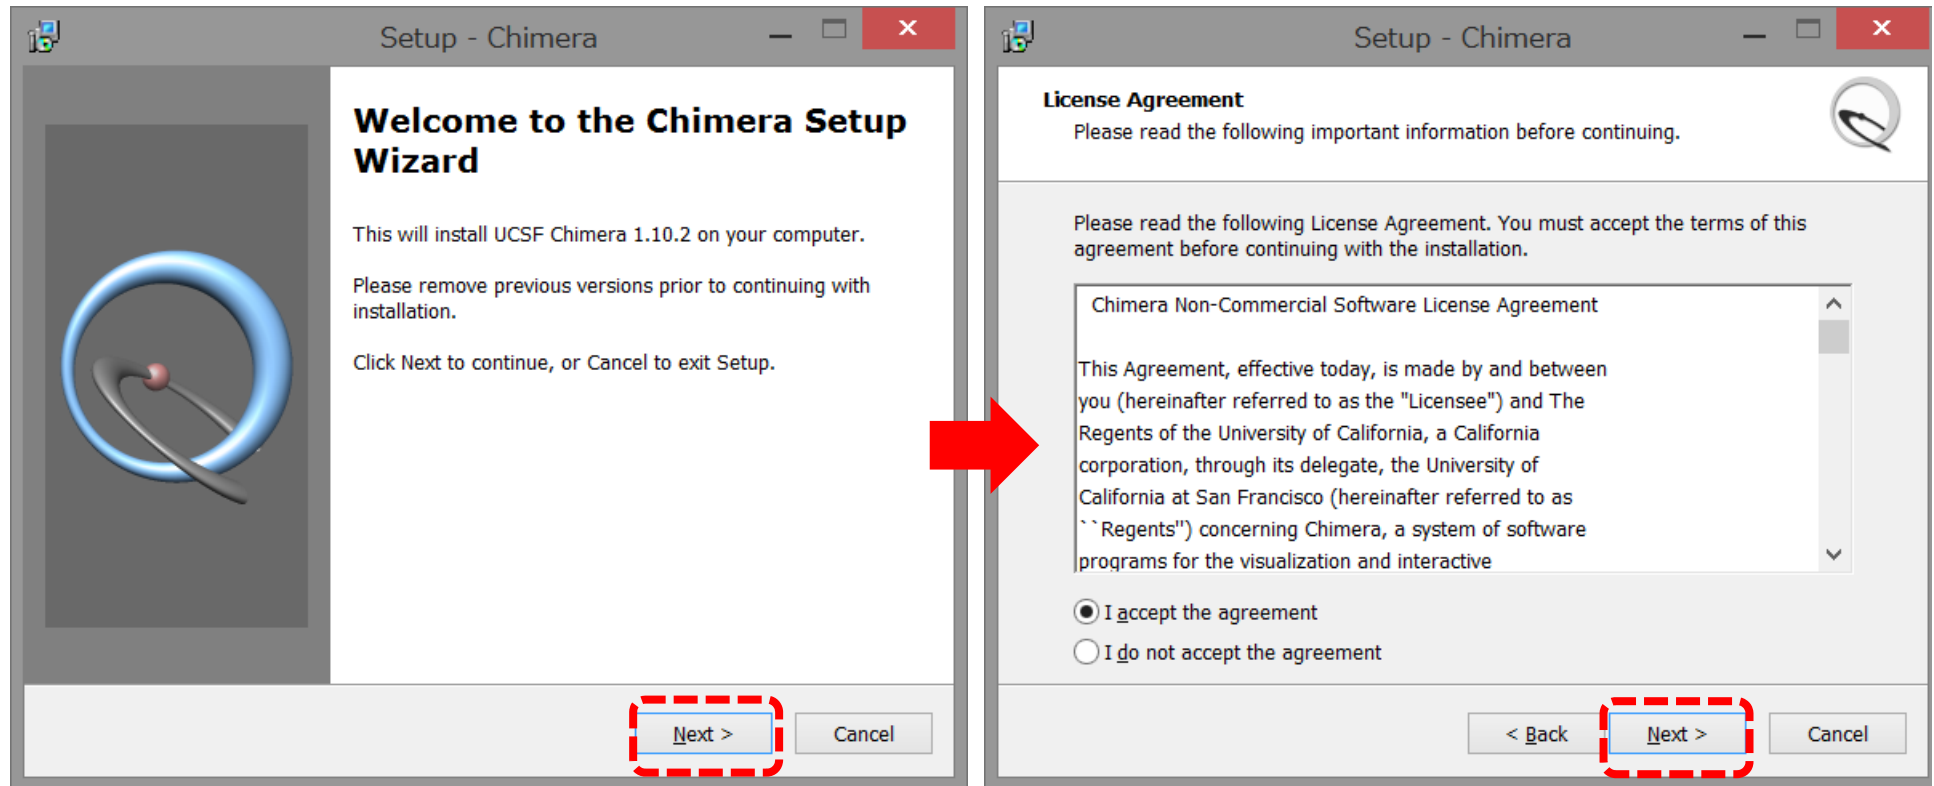 Setup - Chimera
Welcome to the Chimera Setup
Wizard
This will install UCSF Chimera 1.10.2 on your computer.
Please remove previous versions prior to continuing with
installation.
Click Next to continue, or Cancel to exit Setup.
Next >
Cancel
Setup - Chimera
License Agreement
Please read the following important information before continuing.
Please read the following License Agreement. You must accept the terms of this
agreement before continuing with the installation.
Chimera Non-Commercial Software License Agreement
This Agreement, effective today, is made by and between
you (hereinafter referred to as the "Licensee") and The
Regents of the University of California, a California
corporation, through its delegate, the University of
California at San Francisco (hereinafter referred to as
``Regents'') concerning Chimera, a system of software
programs for the visualization and interactive
I accept the agreement
I do not accept the agreement
< Back
Next >
Cancel